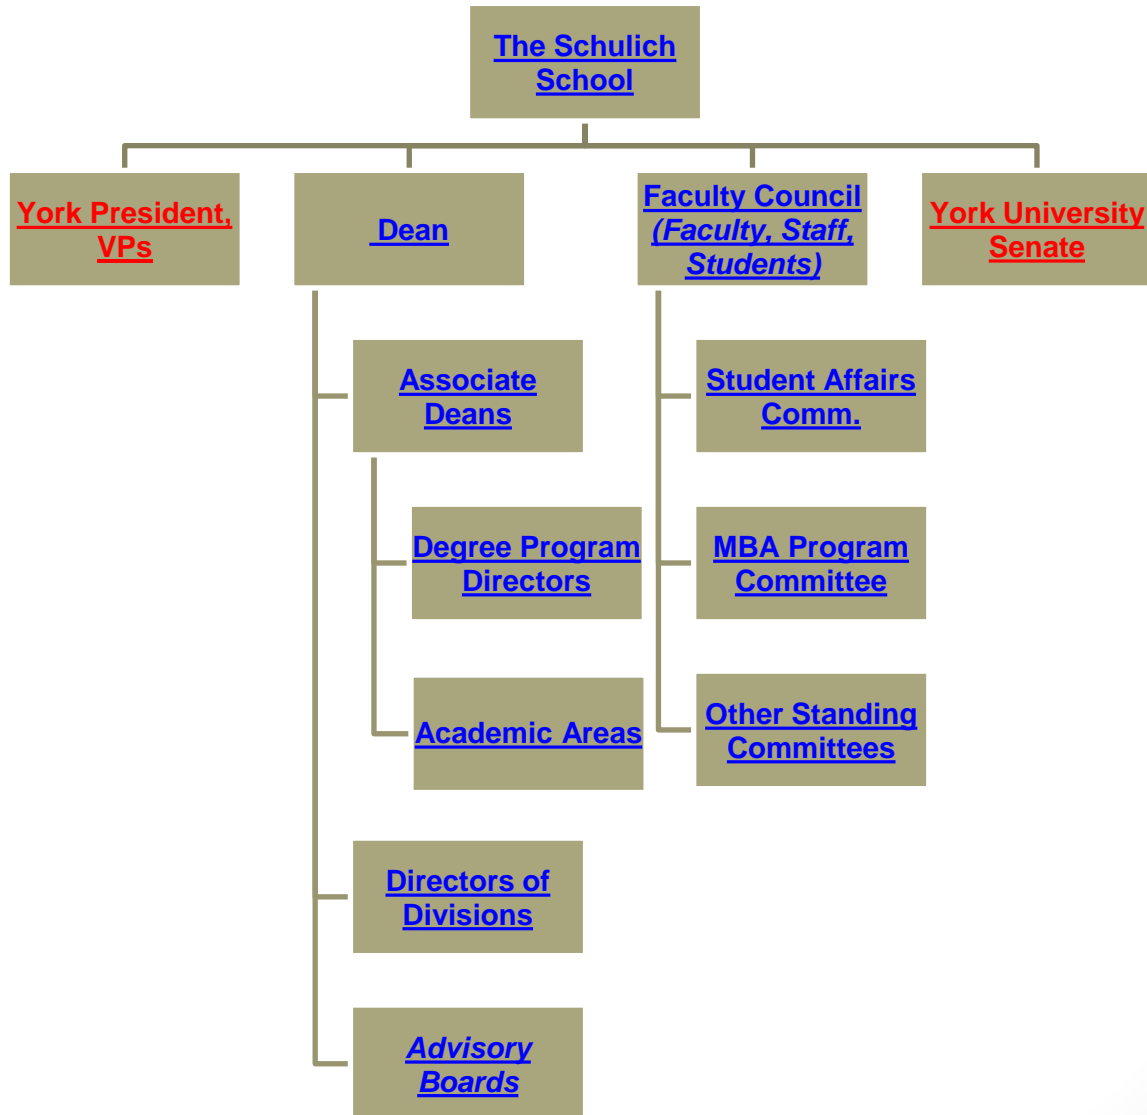 The Schulich
School
York President,
VPs
Dean
Faculty Council
(Faculty, Staff,
Students)
York University
Senate
Associate
Deans
Student Affairs
Comm.
Degree Program
Directors
MBA Program
Committee
Academic Areas
Other Standing
Committees
Directors of
Divisions
Advisory
Boards